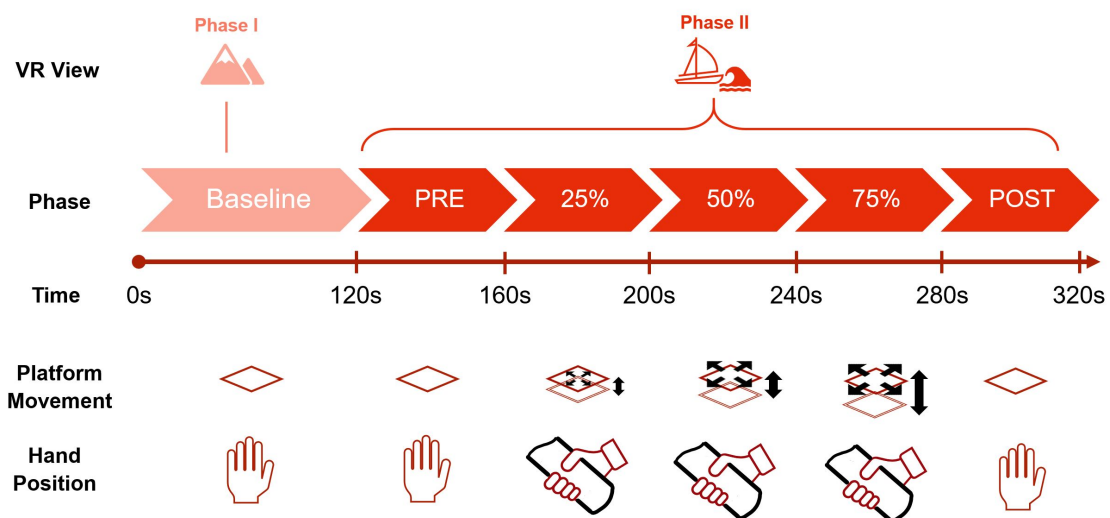 Phase I
Phase II
VR View
Phase
Baseline
PRE
25%
50%
75%
POST
Time
0s
120s
160s
200s
240s
280s
320s
Platform
Movement
Hand
Position